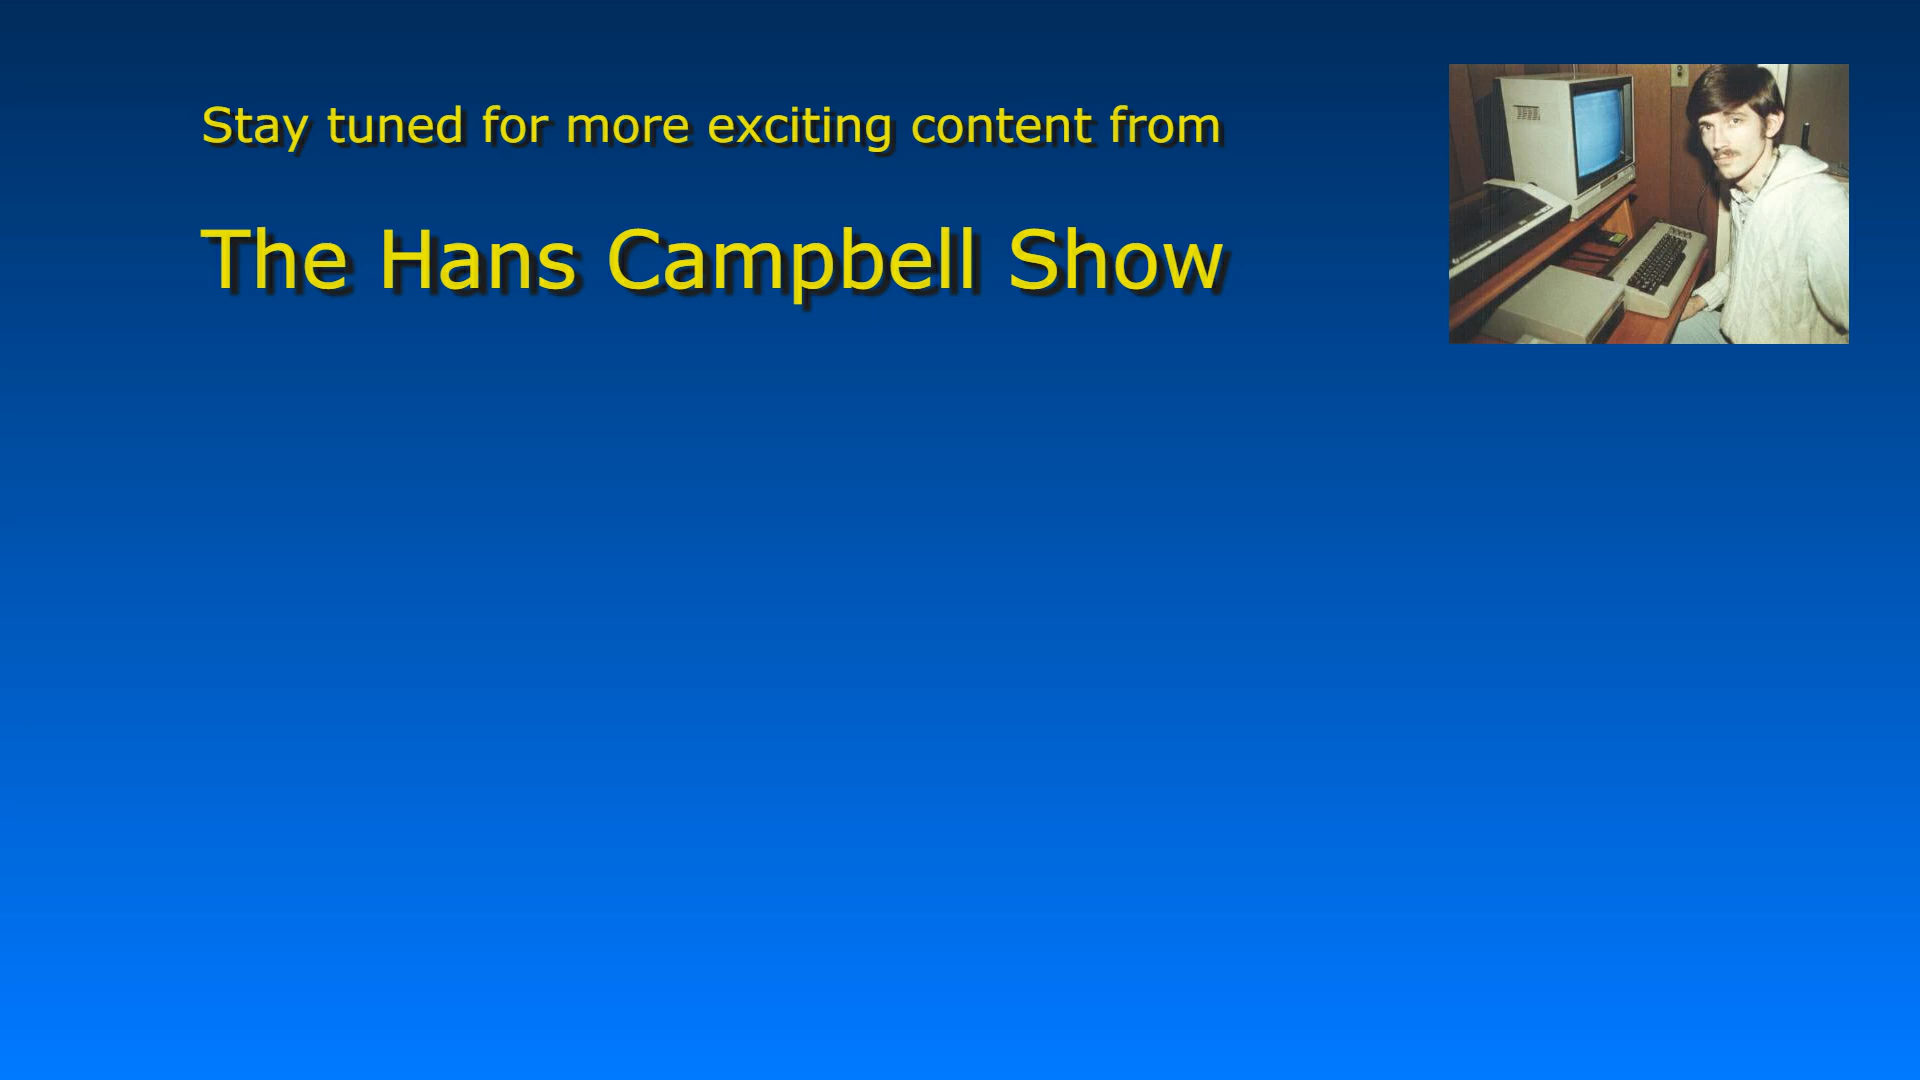 Stay tuned for more exciting content from
The Hans Campbell Show